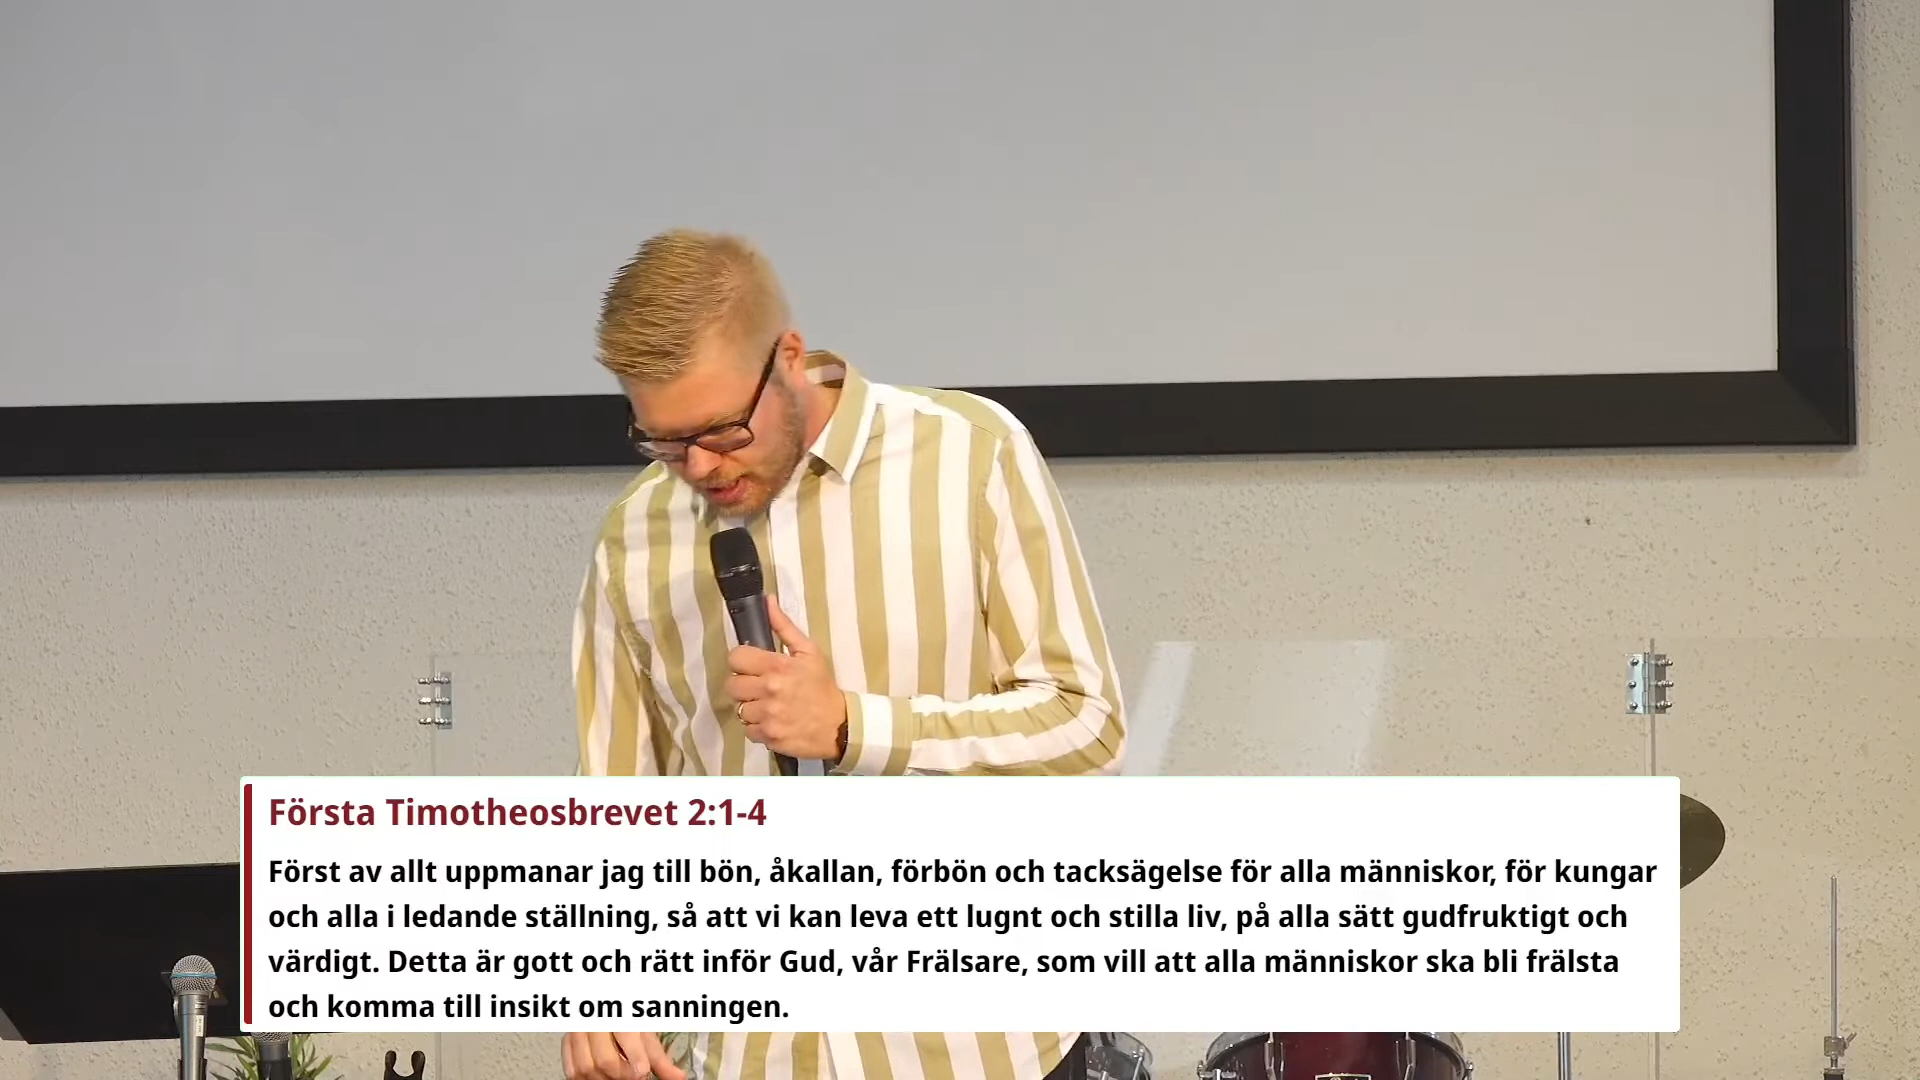 Första Timotheosbrevet 2:1-4
Först av allt uppmanar jag till bön, åkallan, förbön och tacksägelse för alla människor, för kungar
och alla i ledande ställning, så att vi kan leva ett lugnt och stilla liv, på alla sätt gudfruktigt och
värdigt. Detta är gott och rätt inför Gud, vår Frälsare, som vill att alla människor ska bli frälsta
och komma till insikt om sanningen.